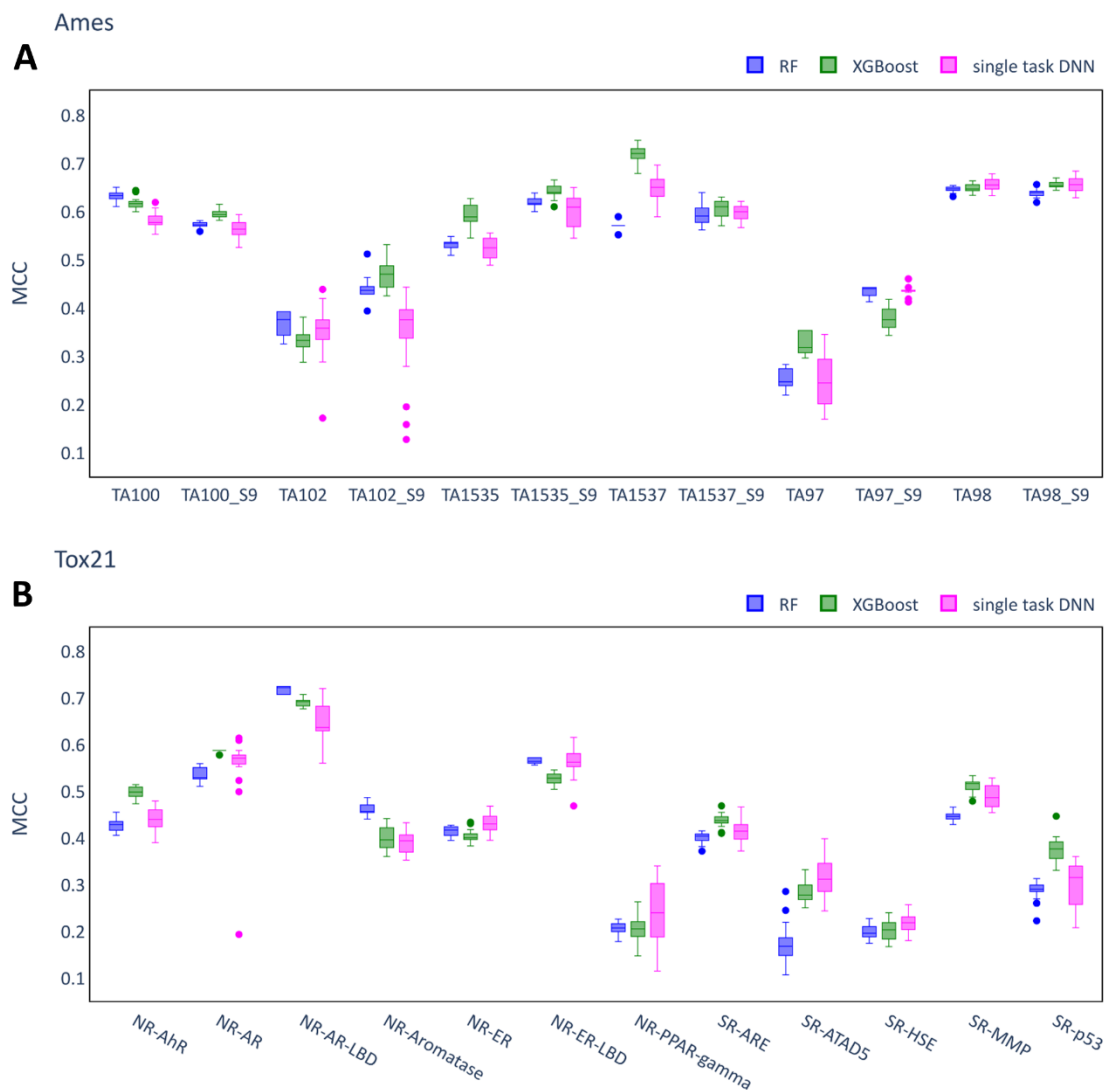 Ames
A
RF XGBoost single task DNN
0.8
0.7
0.6
0.5
0.4
0.3
0.2
0.1
MCC
TA100 TA100_S9 TA102 TA102_S9 TA1535 TA1535_S9 TA1537 TA1537_S9 TA97 TA97_S9 TA98 TA98_S9
Tox21
B
RF XGBoost single task DNN
0.8
0.7
0.6
0.5
0.4
0.3
0.2
0.1
MCC
NR-AhR NR-AR NR-AR-LBD NR-Aromatase NR-ER NR-ER-LBD NR-PPAR-gamma SR-ARE SR-ATAD5 SR-HSE SR-MMP SR-p53